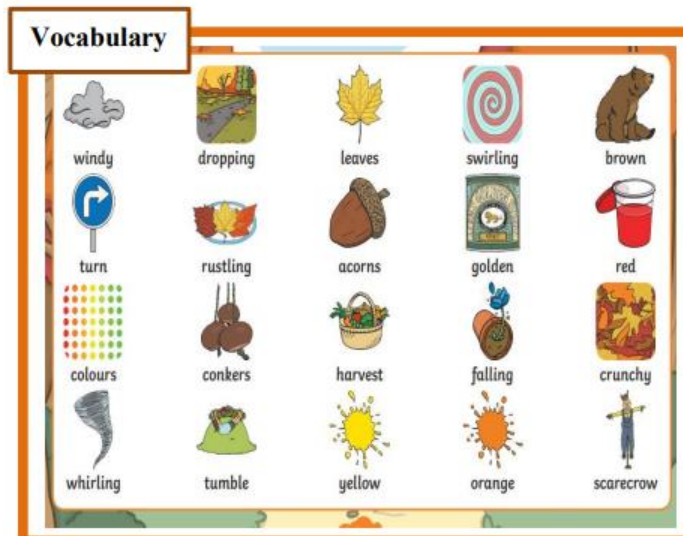 Vocabulary
windy dropping leaves swirling brown
turn rustling acorns golden red
colours conkers harvest falling crunchy
whirling tumble yellow orange scarecrow